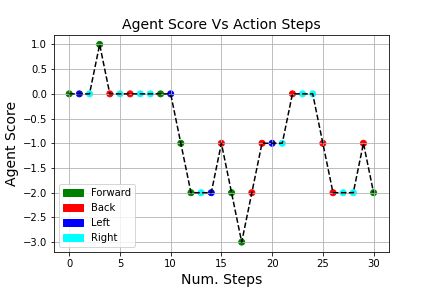 Agent Score Vs Action Steps
1.0
0.5
0.0
−0.5
−1.0
−1.5
−2.0
−2.5
−3.0
Agent Score
Forward
Back
Left
Right
0 5 10 15 20 25 30
Num. Steps